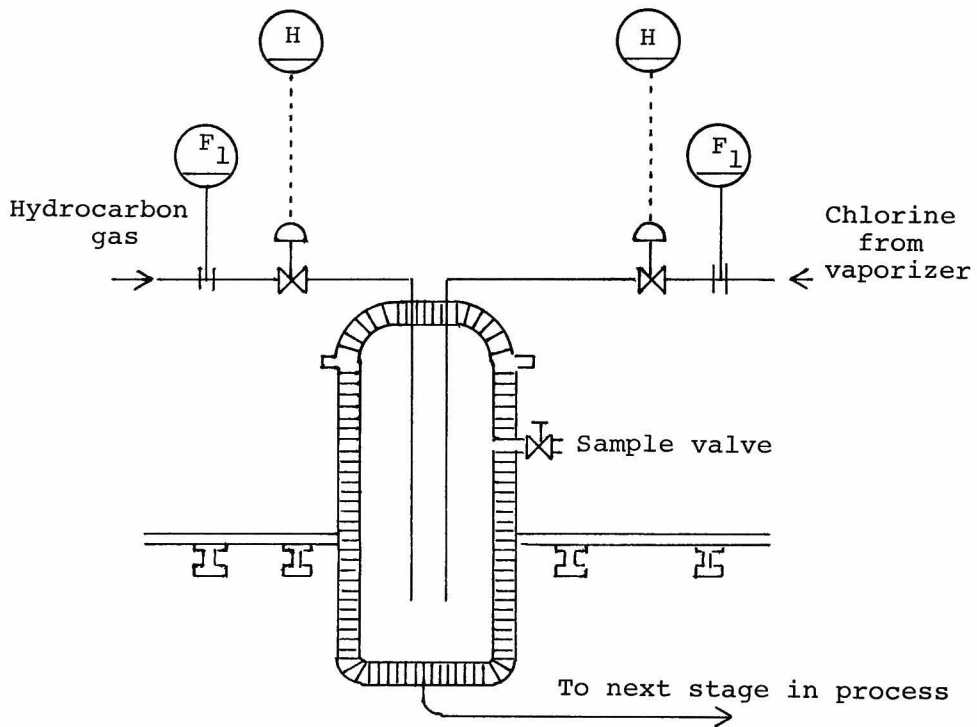 H
H
F1
F1
Hydrocarbon
gas
Chlorine
from
vaporizer
Sample valve
To next stage in process